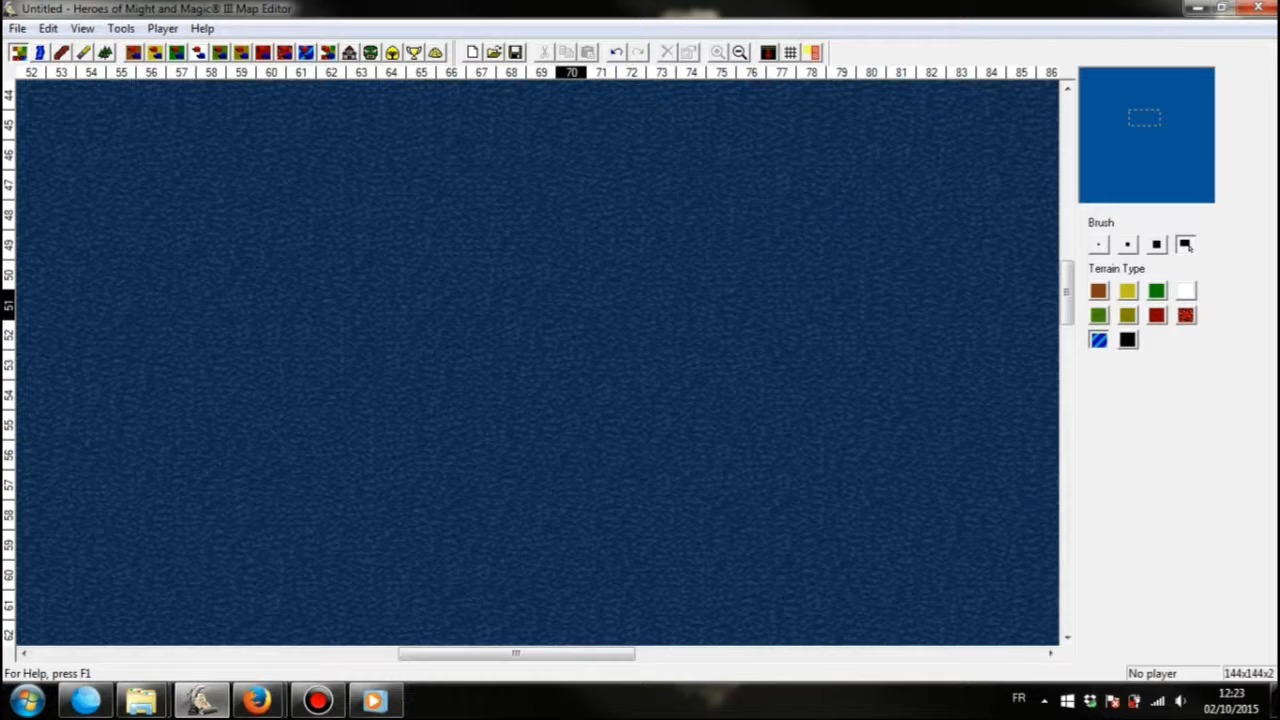 Untitled - Heroes of Might and Magic® III Map Editor
File Edit View Tools Player Help
52 53 54 55 56 57 58 59 60 61 62 63 64 65 66 67 68 69 70 71 72 73 74 75 76 77 78 79 80 81 82 83 84 85 86
44
45
46
47
48
49
50
51
52
53
54
55
56
57
58
59
60
61
62
Brush
Terrain Type
For Help, press F1
No player
144x144x2
FR
12:23
02/10/2015